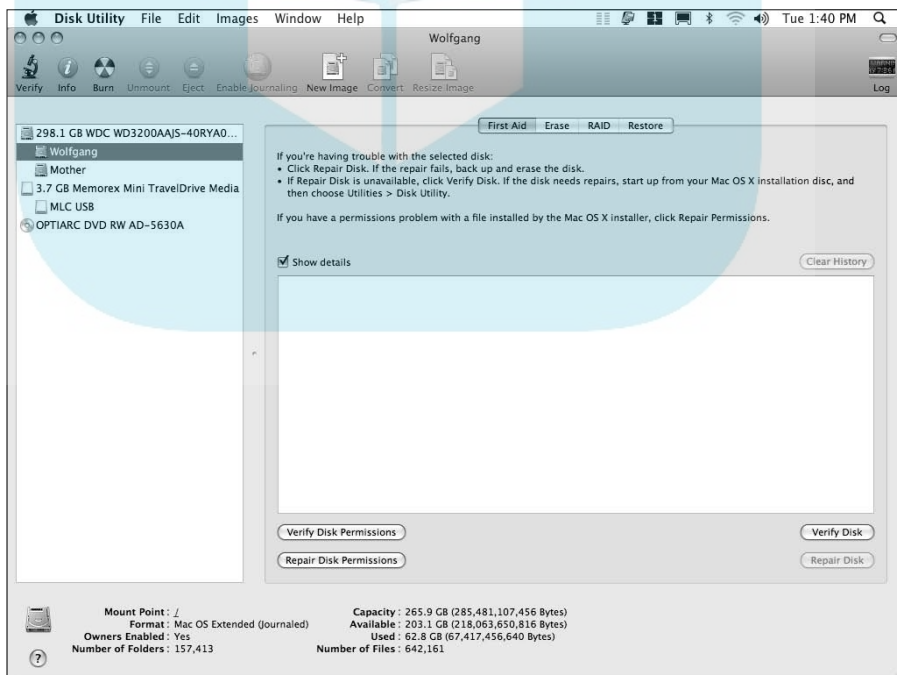 Disk Utility File Edit Images Window Help Tue 1:40 PM
Wolfgang
Verify Info Burn Unmount Eject Enable Journaling New Image Convert Resize Image Log
298.1 GB WDC WD3200AAJS-40RYA0...
Wolfgang
Mother
3.7 GB Memorex Mini TravelDrive Media
MLC USB
OPTIARC DVD RW AD-5630A
First Aid Erase RAID Restore
If you're having trouble with the selected disk:
• Click Repair Disk. If the repair fails, back up and erase the disk.
• If Repair Disk is unavailable, click Verify Disk. If the disk needs repairs, start up from your Mac OS X installation disc, and
then choose Utilities > Disk Utility.
If you have a permissions problem with a file installed by the Mac OS X installer, click Repair Permissions.
Show details Clear History
Verify Disk Permissions Verify Disk
Repair Disk Permissions Repair Disk
Mount Point : / Capacity : 265.9 GB (285,481,107,456 Bytes)
Format : Mac OS Extended (Journaled) Available : 203.1 GB (218,063,650,816 Bytes)
Owners Enabled : Yes Used : 62.8 GB (67,417,456,640 Bytes)
Number of Folders : 157,413 Number of Files : 642,161
?